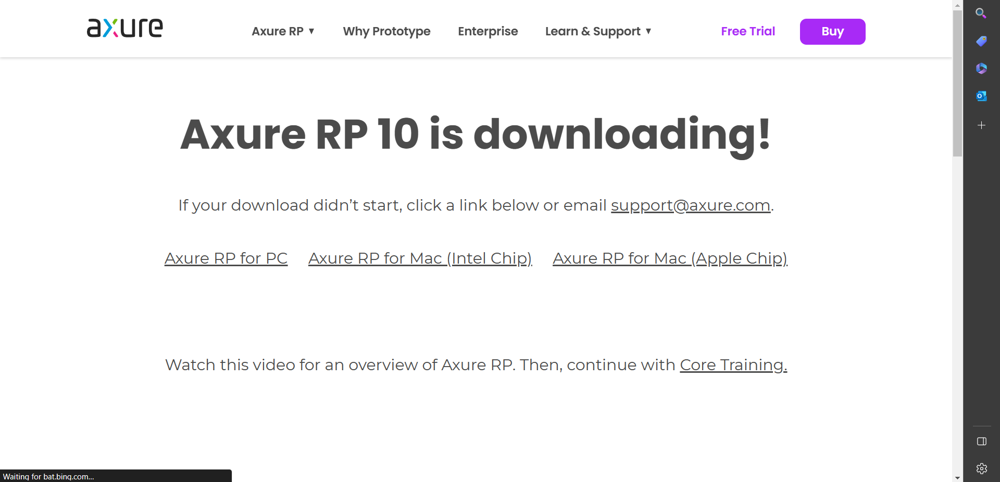 axure
Axure RP ▼
Why Prototype
Enterprise
Learn & Support ▼
Free Trial
Buy
Axure RP 10 is downloading!
If your download didn’t start, click a link below or email support@axure.com.
Axure RP for PC
Axure RP for Mac (Intel Chip)
Axure RP for Mac (Apple Chip)
Watch this video for an overview of Axure RP. Then, continue with Core Training.
Waiting for bat.bing.com...